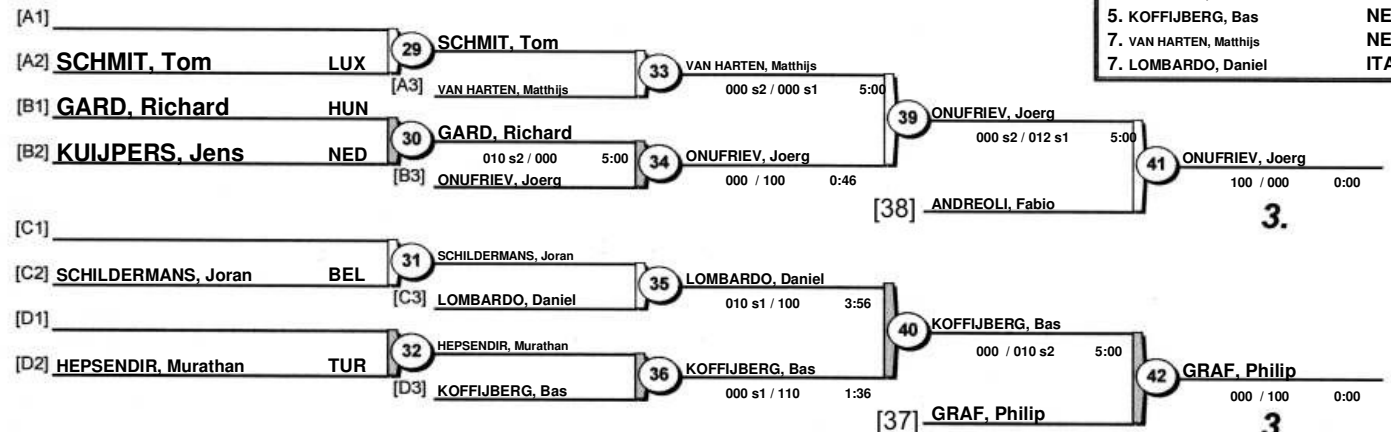 [A1]
5. KOFFIJBERG, Bas NE
[A2] SCHMIT, Tom LUX
29 SCHMIT, Tom
7. VAN HARTEN, Matthijs NE
7. LOMBARDO, Daniel ITA
[A3] VAN HARTEN, Matthijs
33 VAN HARTEN, Matthijs
000 s2 / 000 s1 5:00
[B1] GARD, Richard HUN
39 ONUFRIEV, Joerg
000 s2 / 012 s1 5:00
[B2] KUIJPERS, Jens NED
30 GARD, Richard
010 s2 / 000 5:00
[B3] ONUFRIEV, Joerg
34 ONUFRIEV, Joerg
000 / 100 0:46
41 ONUFRIEV, Joerg
100 / 000 0:00
[38] ANDREOLI, Fabio
3.
[C1]
[C2] SCHILDERMANS, Joran BEL
31 SCHILDERMANS, Joran
[C3] LOMBARDO, Daniel
35 LOMBARDO, Daniel
010 s1 / 100 3:56
[D1]
40 KOFFIJBERG, Bas
000 / 010 s2 5:00
[D2] HEPSENDIR, Murathan TUR
32 HEPSENDIR, Murathan
[D3] KOFFIJBERG, Bas
36 KOFFIJBERG, Bas
000 s1 / 110 1:36
42 GRAF, Philip
000 / 100 0:00
[37] GRAF, Philip
3